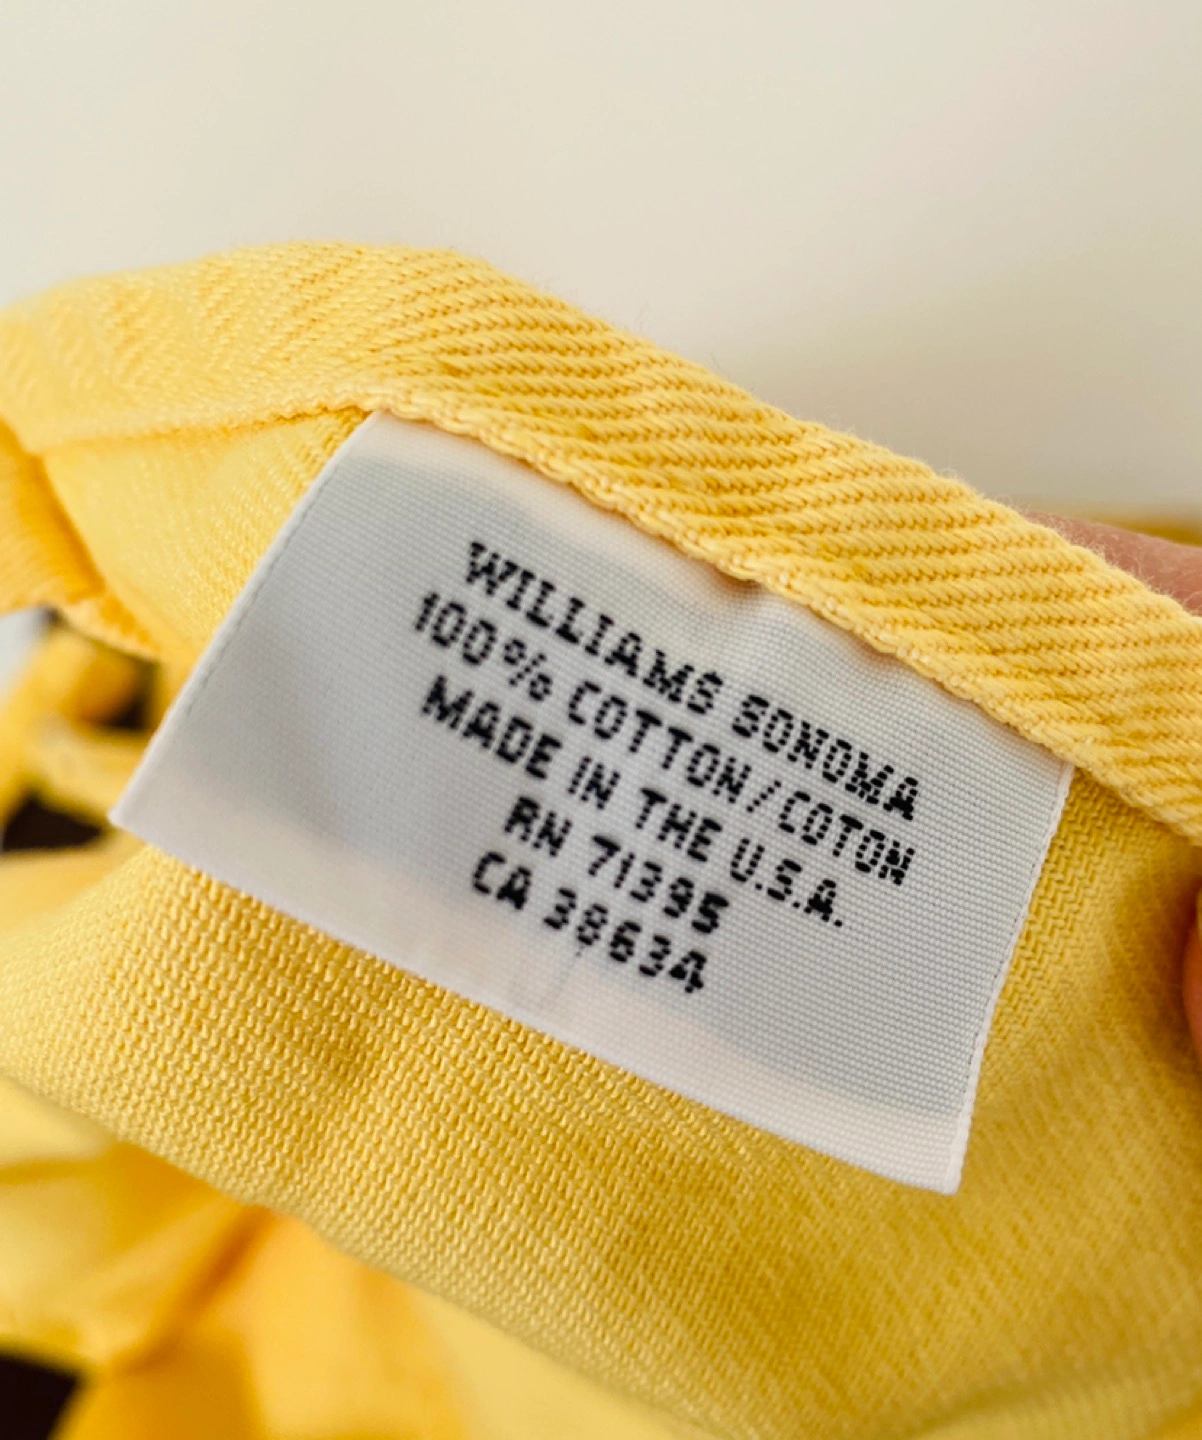 WILLIAMS SONOMA
100% COTTON/COTON
MADE IN THE U.S.A.
RN 71395
CA 38634